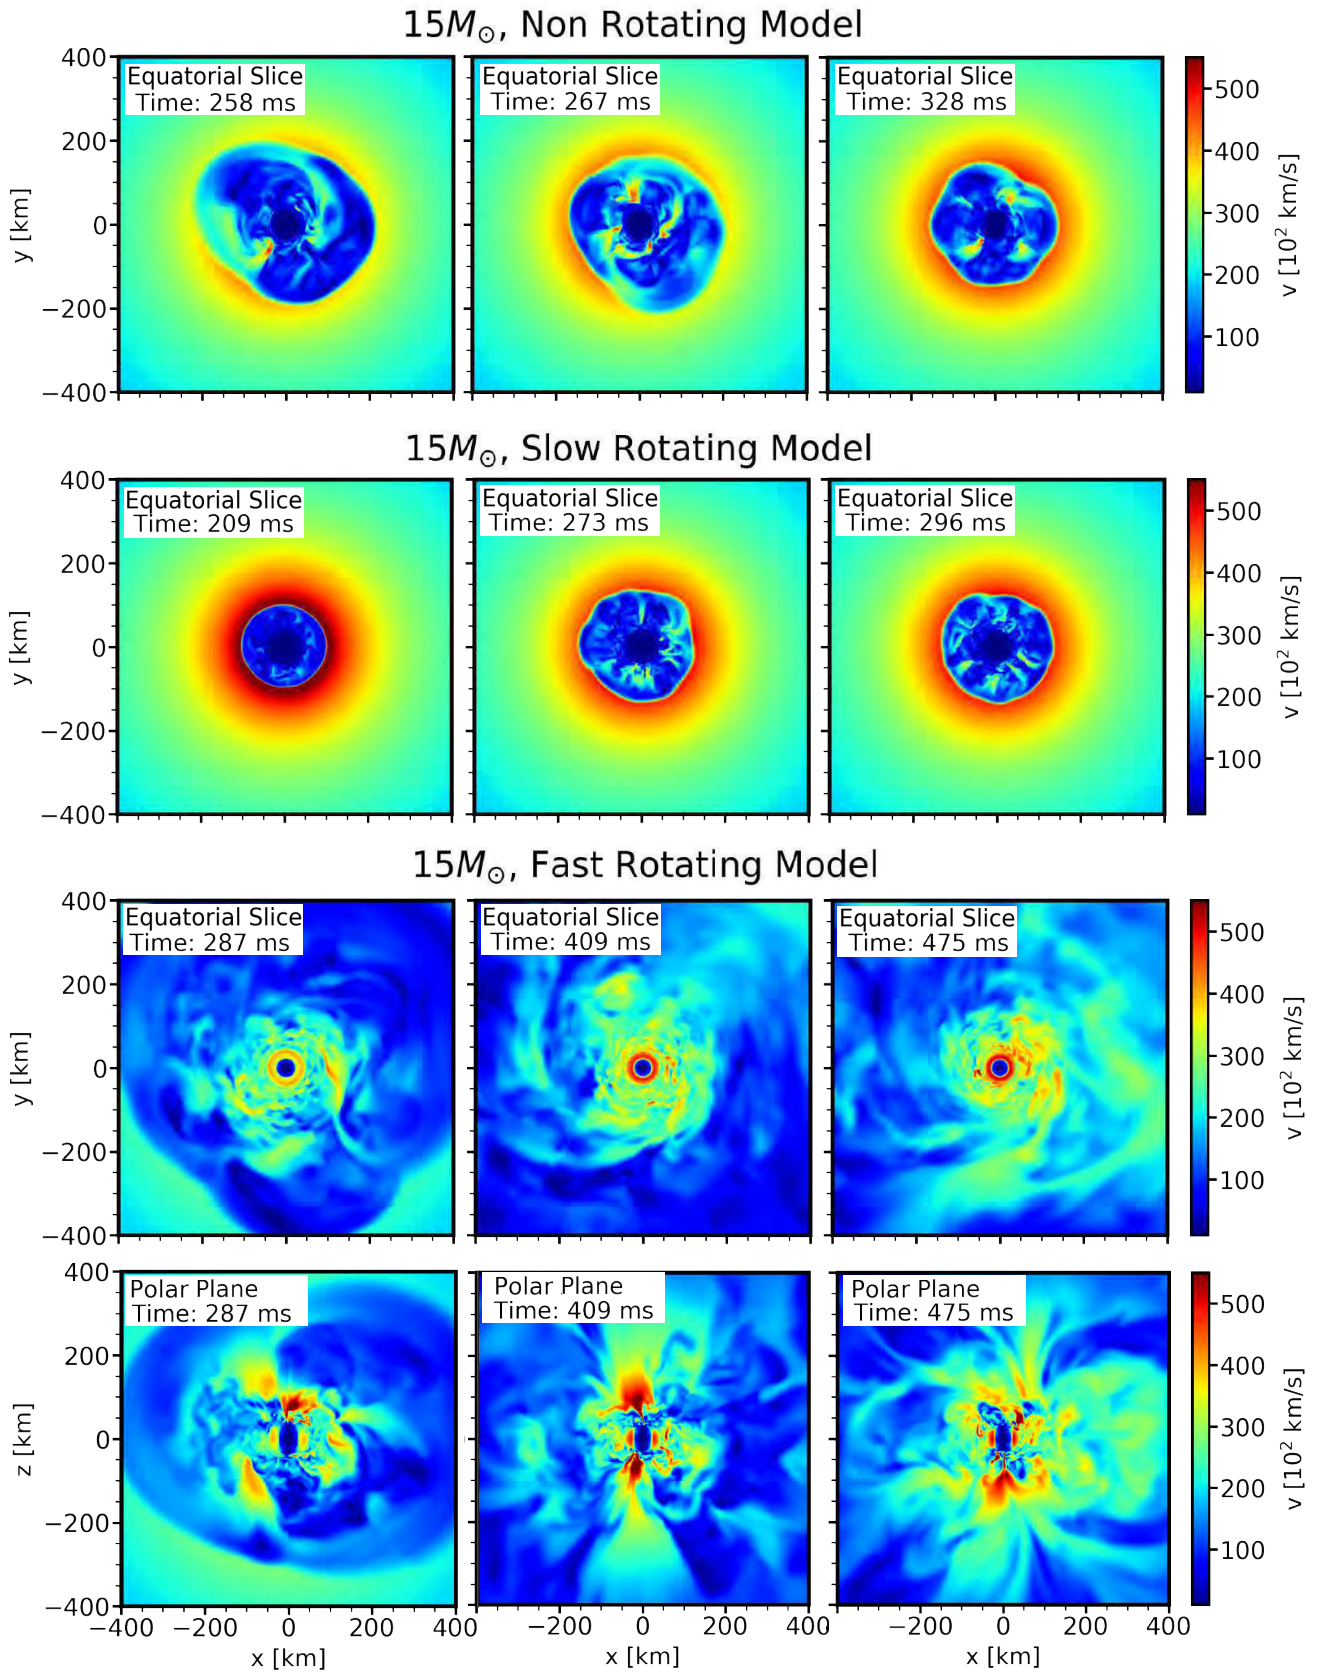 15M⊙, Non Rotating Model
Equatorial Slice
Time: 258 ms
Equatorial Slice
Time: 267 ms
Equatorial Slice
Time: 328 ms
400
200
0
−200
−400
y [km]
500
400
300
200
100
v [10² km/s]
15M⊙, Slow Rotating Model
Equatorial Slice
Time: 209 ms
Equatorial Slice
Time: 273 ms
Equatorial Slice
Time: 296 ms
400
200
0
−200
−400
y [km]
500
400
300
200
100
v [10² km/s]
15M⊙, Fast Rotating Model
Equatorial Slice
Time: 287 ms
Equatorial Slice
Time: 409 ms
Equatorial Slice
Time: 475 ms
400
200
0
−200
−400
y [km]
500
400
300
200
100
v [10² km/s]
Polar Plane
Time: 287 ms
Polar Plane
Time: 409 ms
Polar Plane
Time: 475 ms
400
200
0
−200
−400
z [km]
500
400
300
200
100
v [10² km/s]
−400 −200 0 200 400
−200 0 200 400
−200 0 200 400
x [km]
x [km]
x [km]